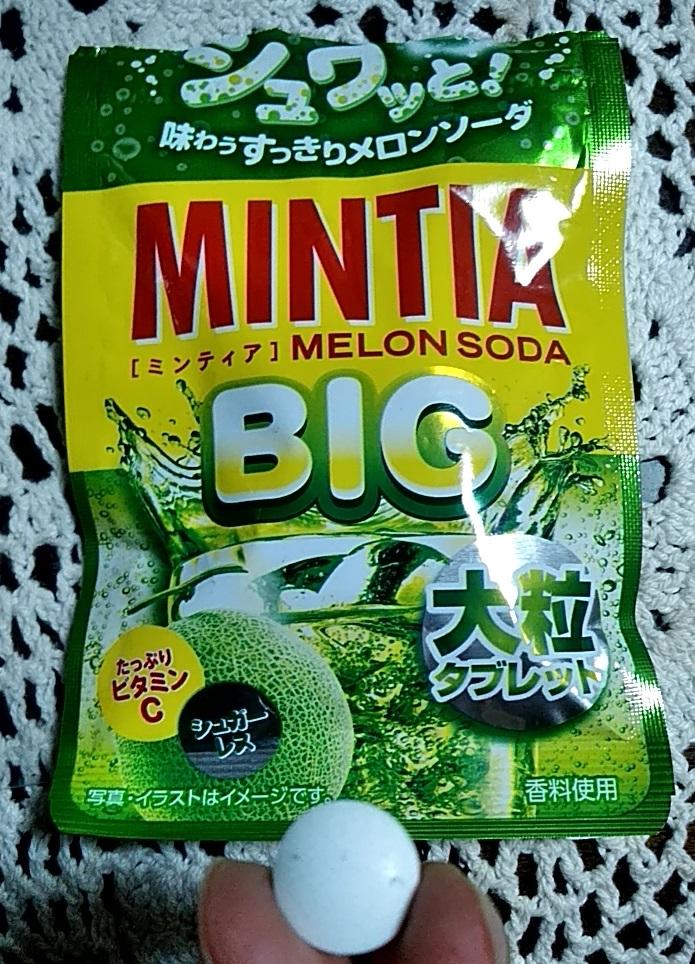 シュワッと!
味わうすっきりメロンソーダ
MINTIA
[ミンティア] MELON SODA
BIG
大粒
タブレット
たっぷり
ビタミン
C
シュガー
レス
写真・イラストはイメージです。
香料使用